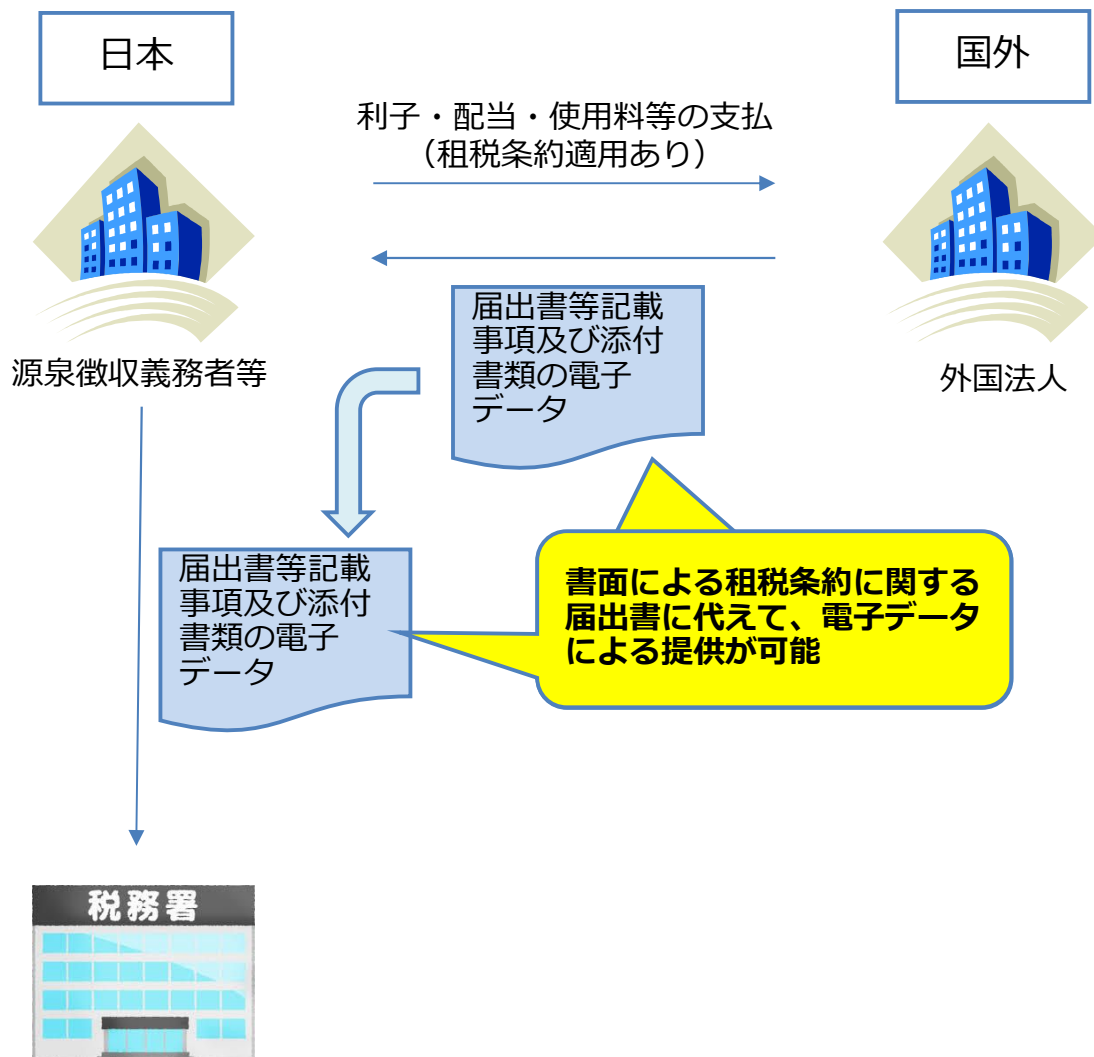 日本
国外
利子・配当・使用料等の支払
（租税条約適用あり）
源泉徴収義務者等
外国法人
届出書等記載
事項及び添付
書類の電子
データ
届出書等記載
事項及び添付
書類の電子
データ
書面による租税条約に関する
届出書に代えて、電子データ
による提供が可能
税務署